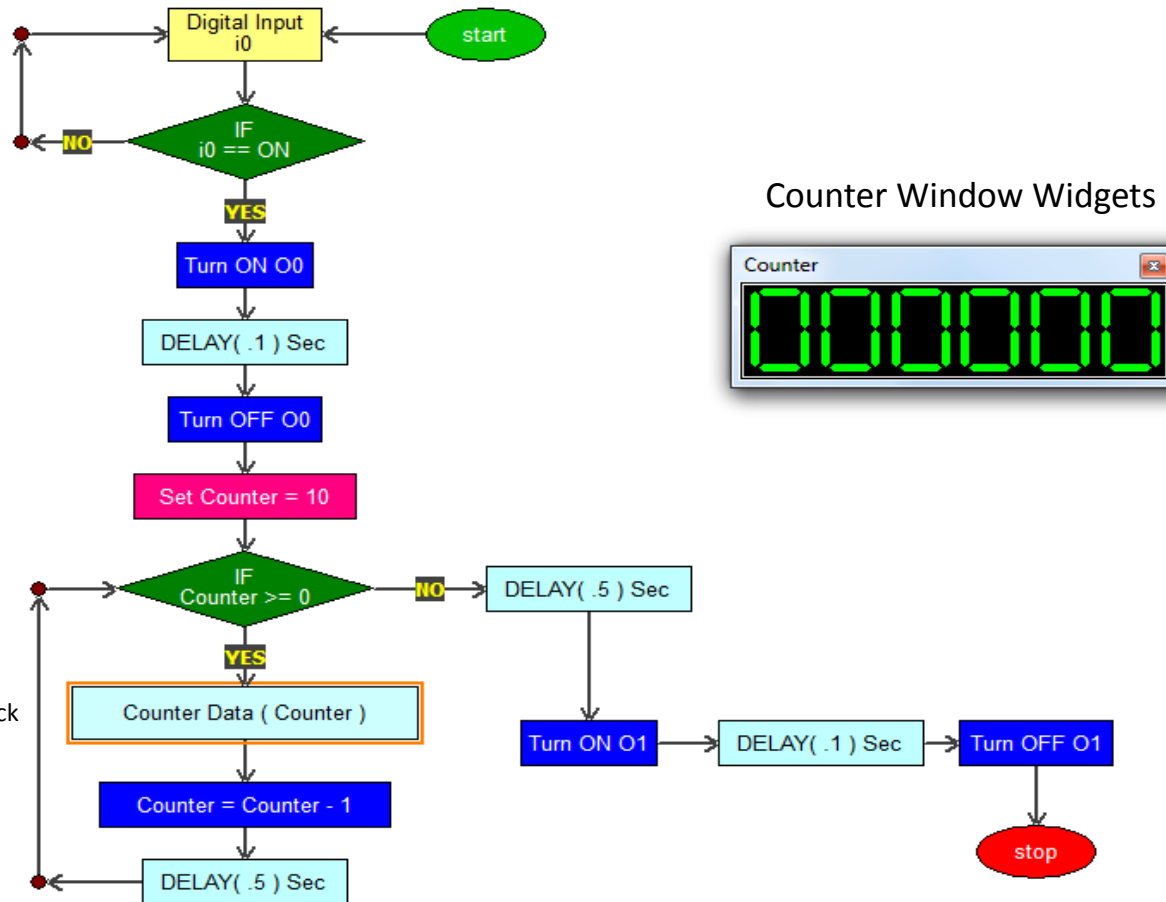 Digital Input
i0
start
IF
i0 == ON
NO
YES
Turn ON O0
DELAY( .1 ) Sec
Turn OFF O0
Set Counter = 10
IF
Counter >= 0
NO
DELAY( .5 ) Sec
YES
ck
Counter Data ( Counter )
Turn ON O1
DELAY( .1 ) Sec
Turn OFF O1
Counter = Counter - 1
DELAY( .5 ) Sec
stop
Counter Window Widgets
Counter
000000